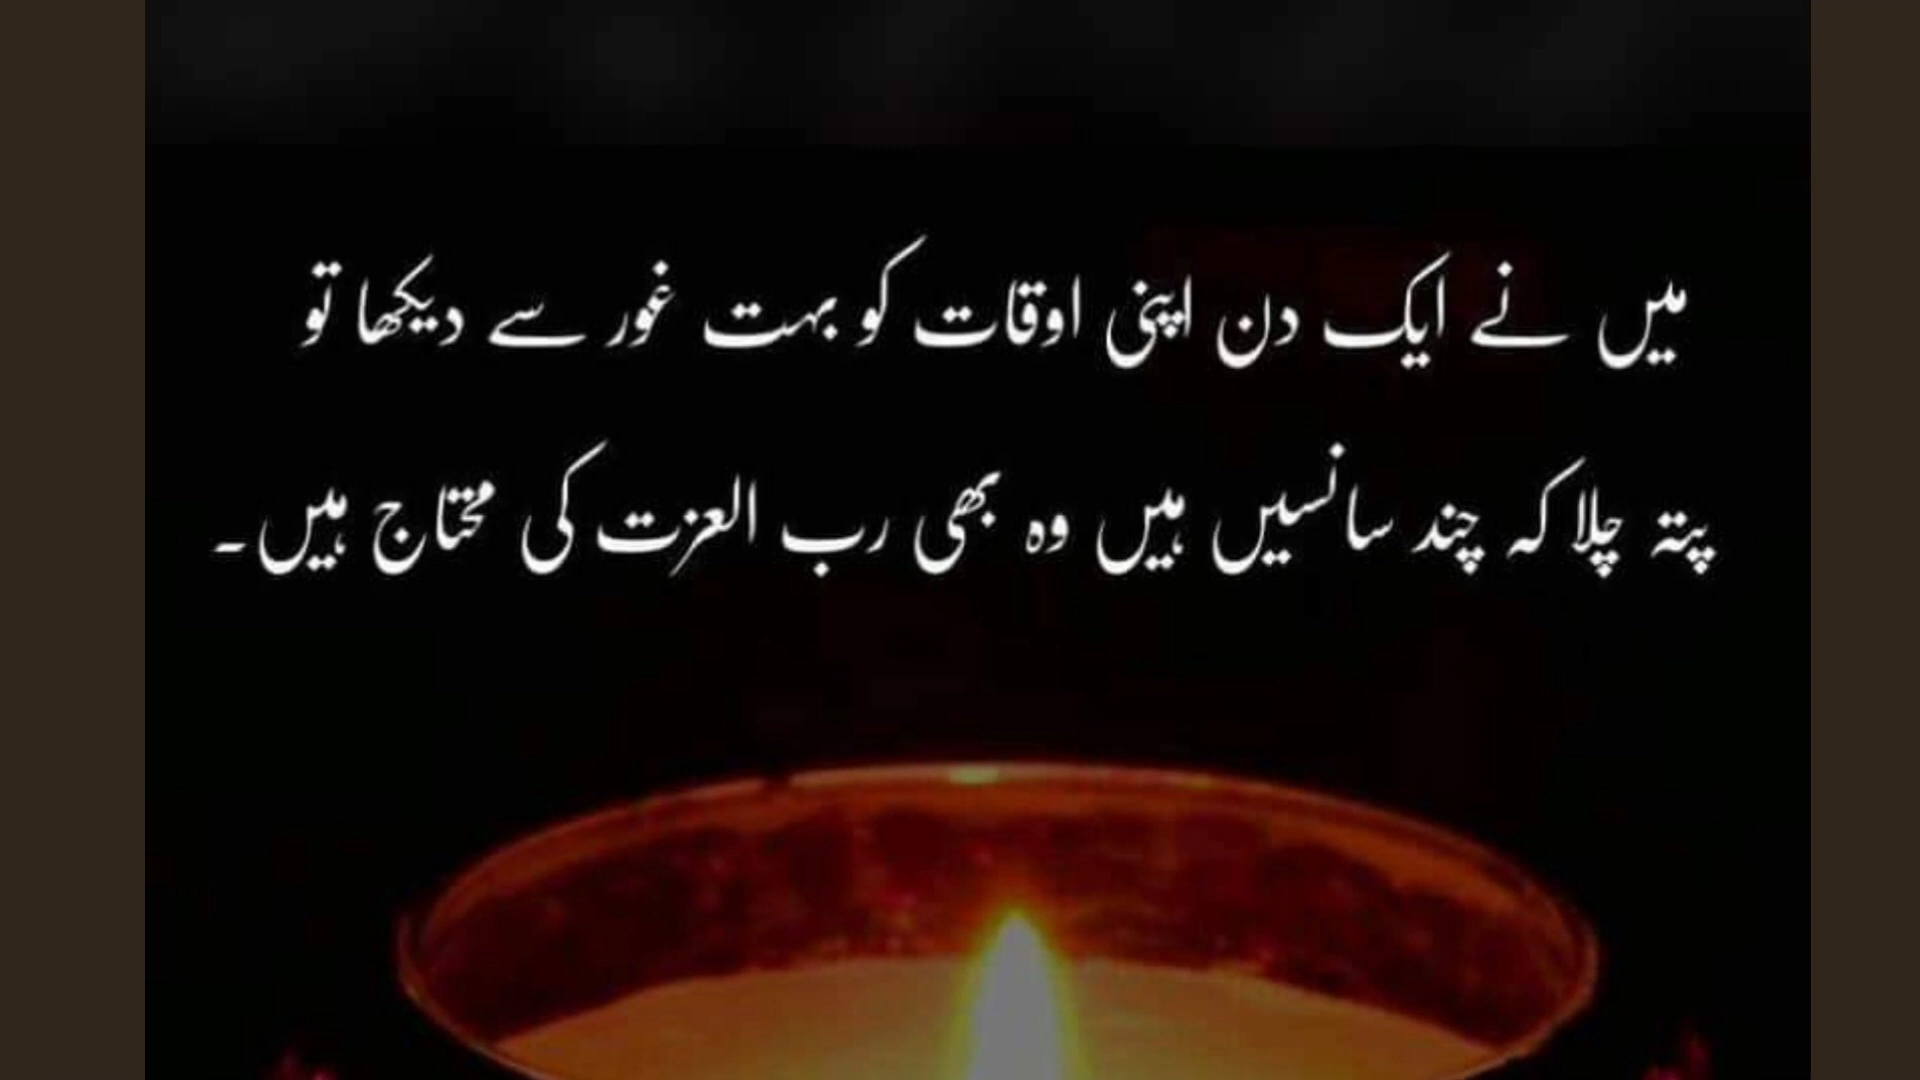 میں نے ایک دن اپنی اوقات کو بہت غور سے دیکھا تو
پتہ چلا کہ چند سانسیں ہیں وہ بھی رب العزت کی محتاج ہیں۔